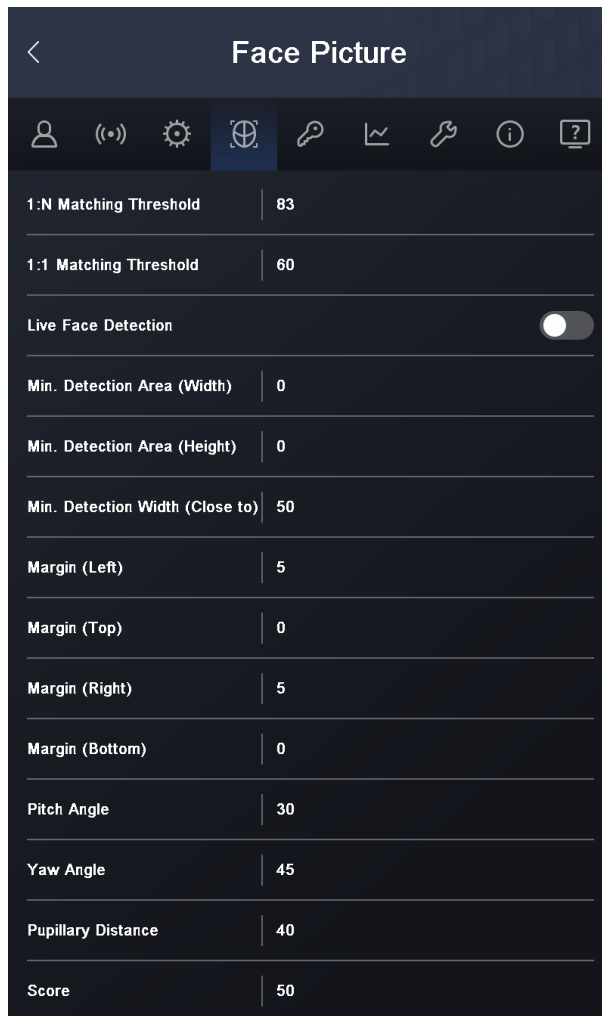 Face Picture
1:N Matching Threshold 83
1:1 Matching Threshold 60
Live Face Detection
Min. Detection Area (Width) 0
Min. Detection Area (Height) 0
Min. Detection Width (Close to) 50
Margin (Left) 5
Margin (Top) 0
Margin (Right) 5
Margin (Bottom) 0
Pitch Angle 30
Yaw Angle 45
Pupillary Distance 40
Score 50